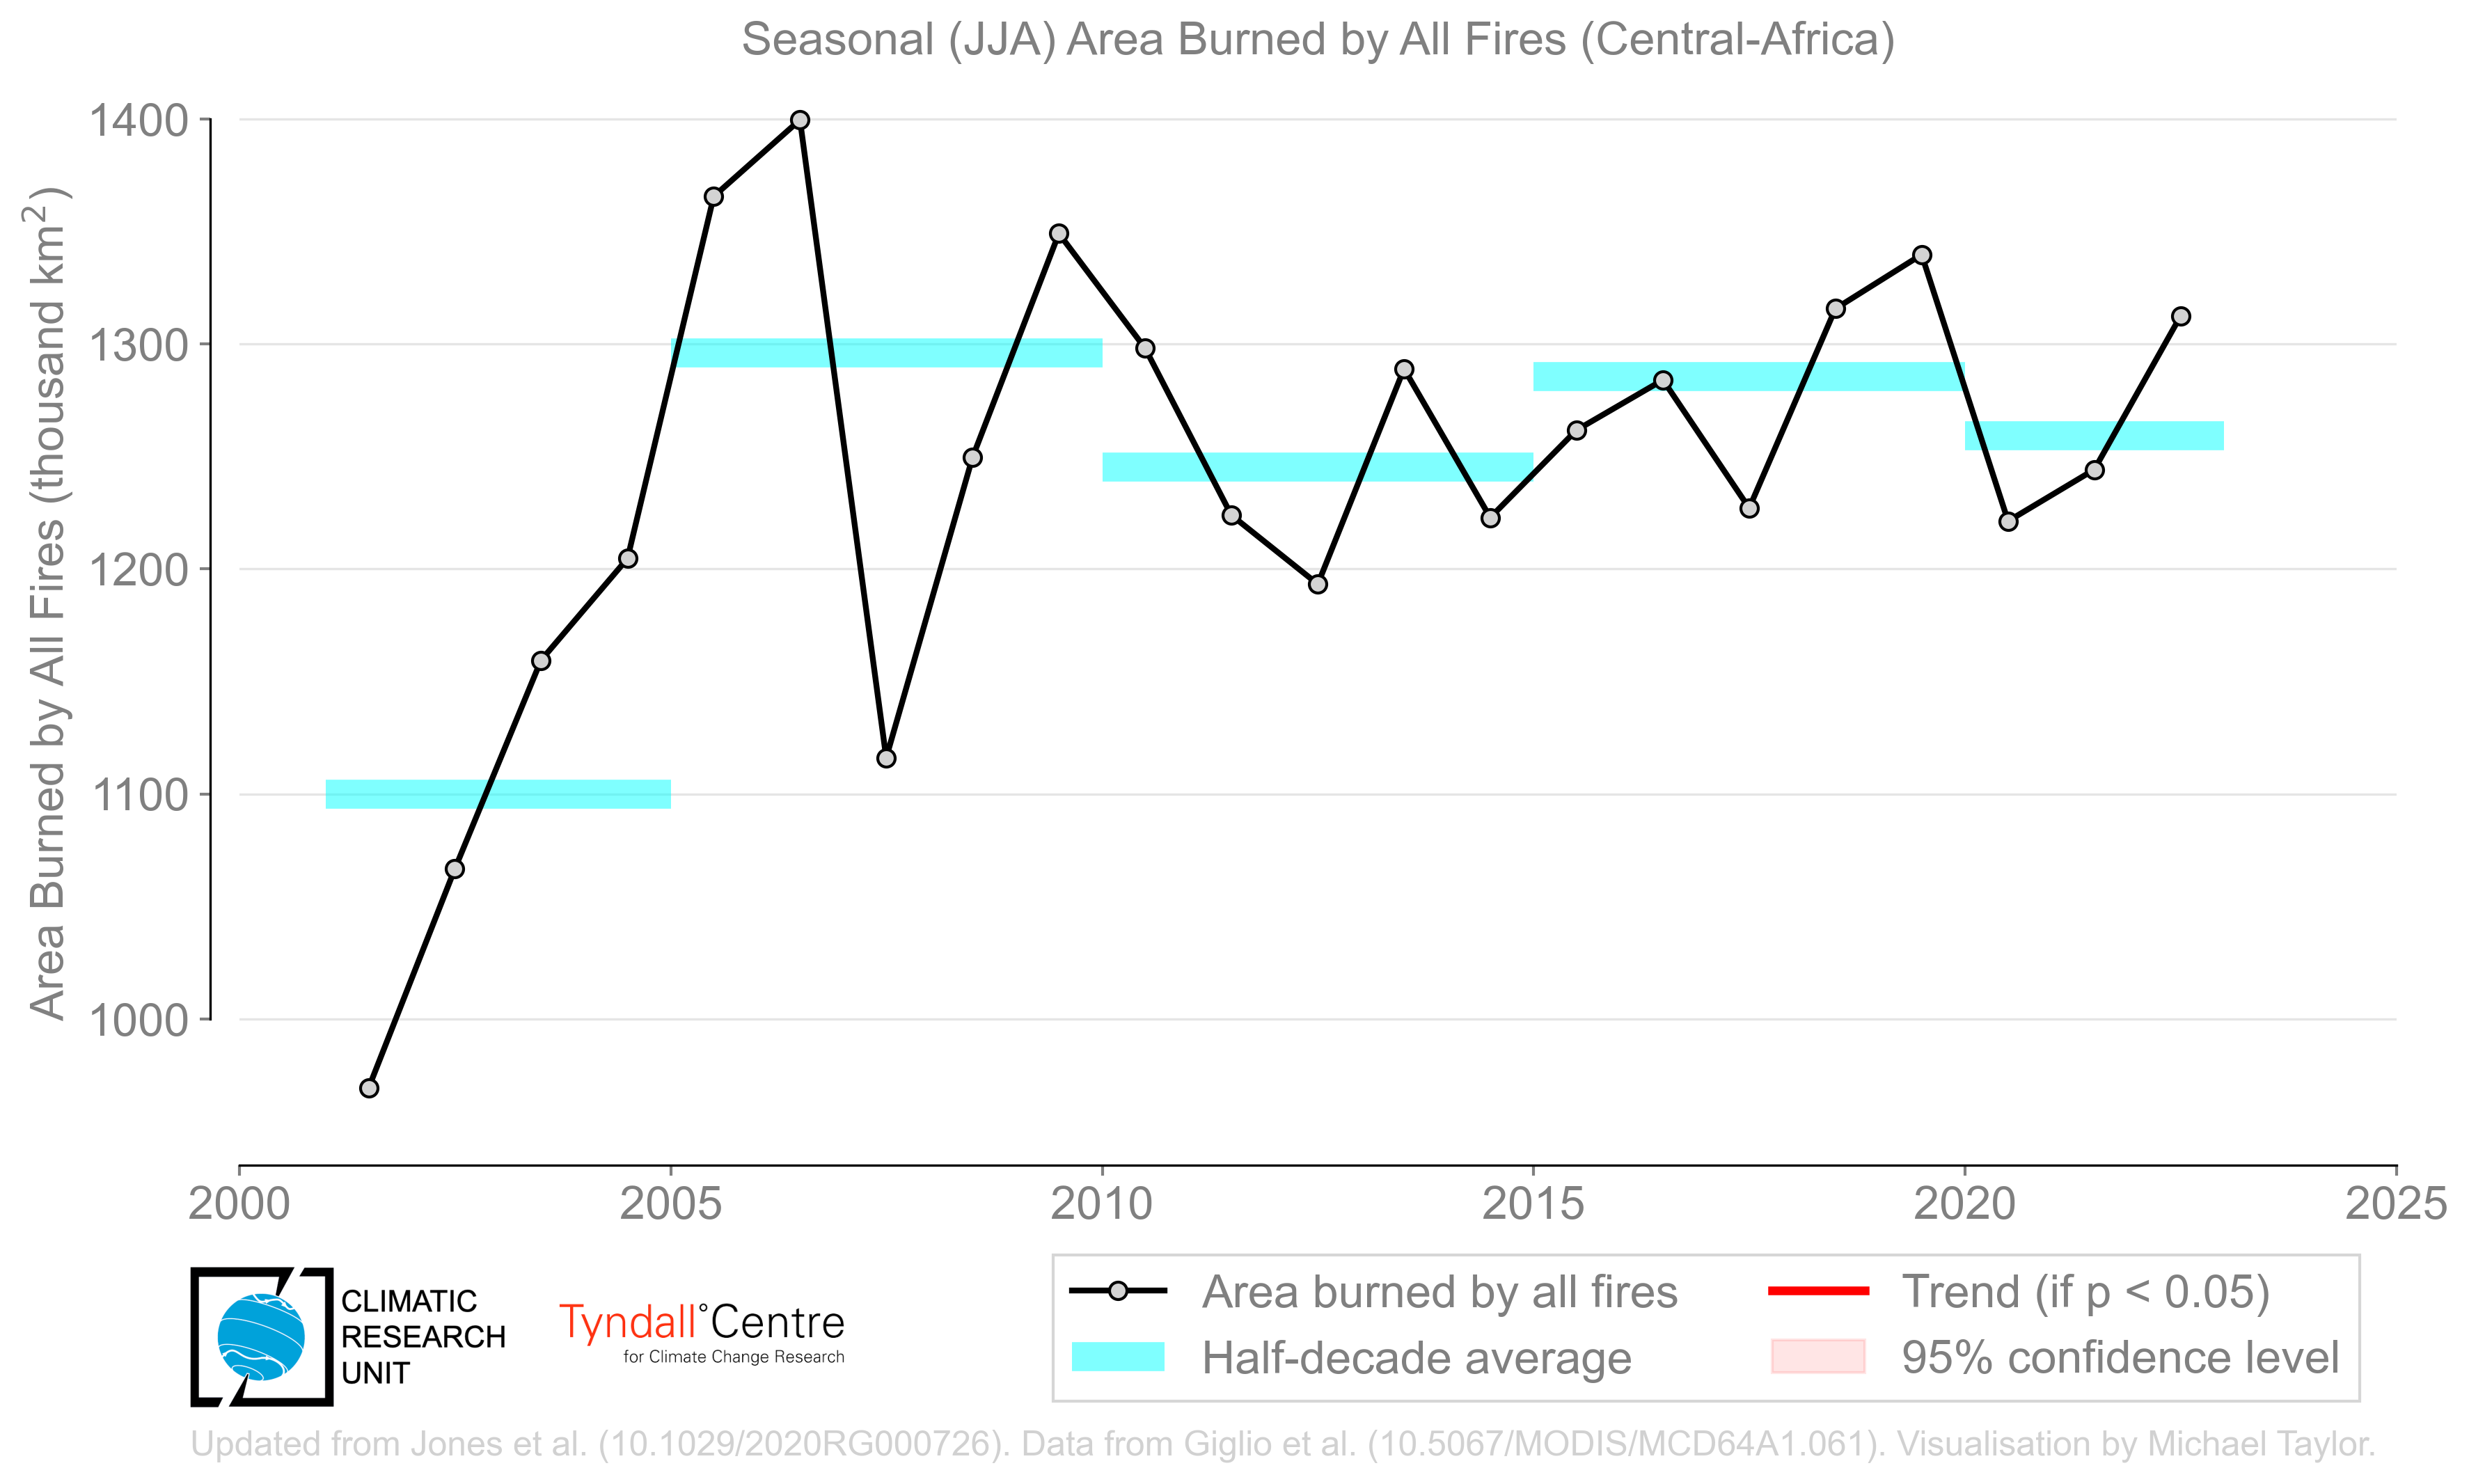 Seasonal (JJA) Area Burned by All Fires (Central-Africa)
Area Burned by All Fires (thousand km²)
1400
1300
1200
1100
1000
2000 2005 2010 2015 2020 2025
CLIMATIC
RESEARCH
UNIT
Tyndall°Centre
for Climate Change Research
Area burned by all fires
Half-decade average
Trend (if p < 0.05)
95% confidence level
Updated from Jones et al. (10.1029/2020RG000726). Data from Giglio et al. (10.5067/MODIS/MCD64A1.061). Visualisation by Michael Taylor.